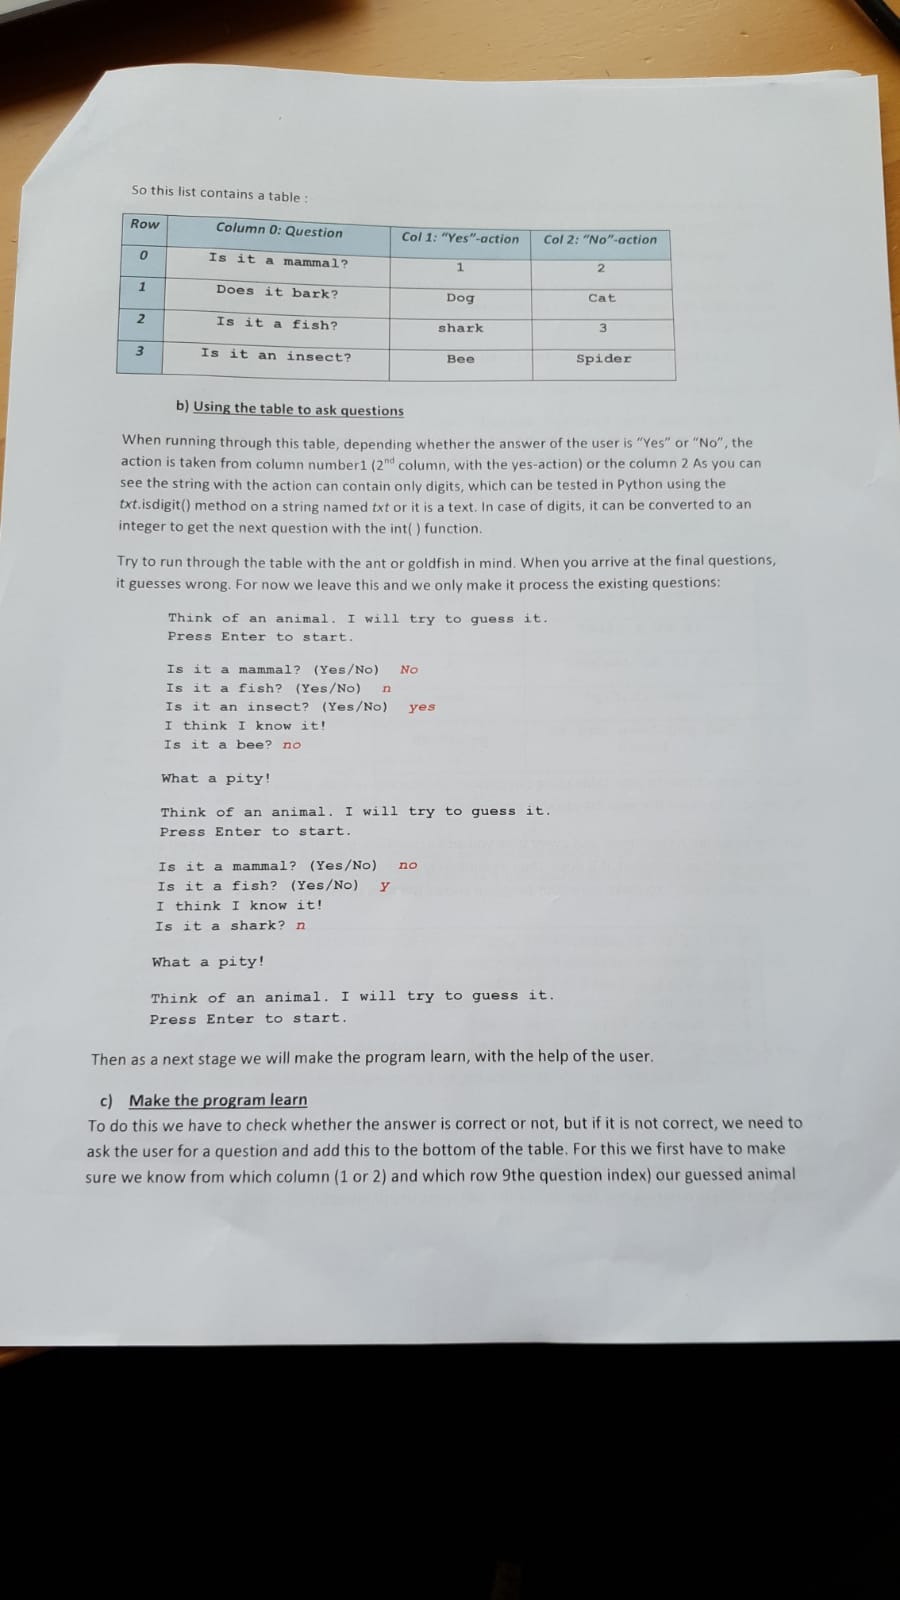 So this list contains a table :
Row Column 0: Question Col 1: "Yes"-action Col 2: "No"-action
0 Is it a mammal? 1 2
1 Does it bark? Dog Cat
2 Is it a fish? shark 3
3 Is it an insect? Bee Spider
b) Using the table to ask questions
When running through this table, depending whether the answer of the user is "Yes" or "No", the
action is taken from column number1 (2nd column, with the yes-action) or the column 2 As you can
see the string with the action can contain only digits, which can be tested in Python using the
txt.isdigit() method on a string named txt or it is a text. In case of digits, it can be converted to an
integer to get the next question with the int( ) function.
Try to run through the table with the ant or goldfish in mind. When you arrive at the final questions,
it guesses wrong. For now we leave this and we only make it process the existing questions:
Think of an animal. I will try to guess it.
Press Enter to start.
Is it a mammal? (Yes/No) No
Is it a fish? (Yes/No) n
Is it an insect? (Yes/No) yes
I think I know it!
Is it a bee? no
What a pity!
Think of an animal. I will try to guess it.
Press Enter to start.
Is it a mammal? (Yes/No) no
Is it a fish? (Yes/No) y
I think I know it!
Is it a shark? n
What a pity!
Think of an animal. I will try to guess it.
Press Enter to start.
Then as a next stage we will make the program learn, with the help of the user.
c) Make the program learn
To do this we have to check whether the answer is correct or not, but if it is not correct, we need to
ask the user for a question and add this to the bottom of the table. For this we first have to make
sure we know from which column (1 or 2) and which row 9the question index) our guessed animal